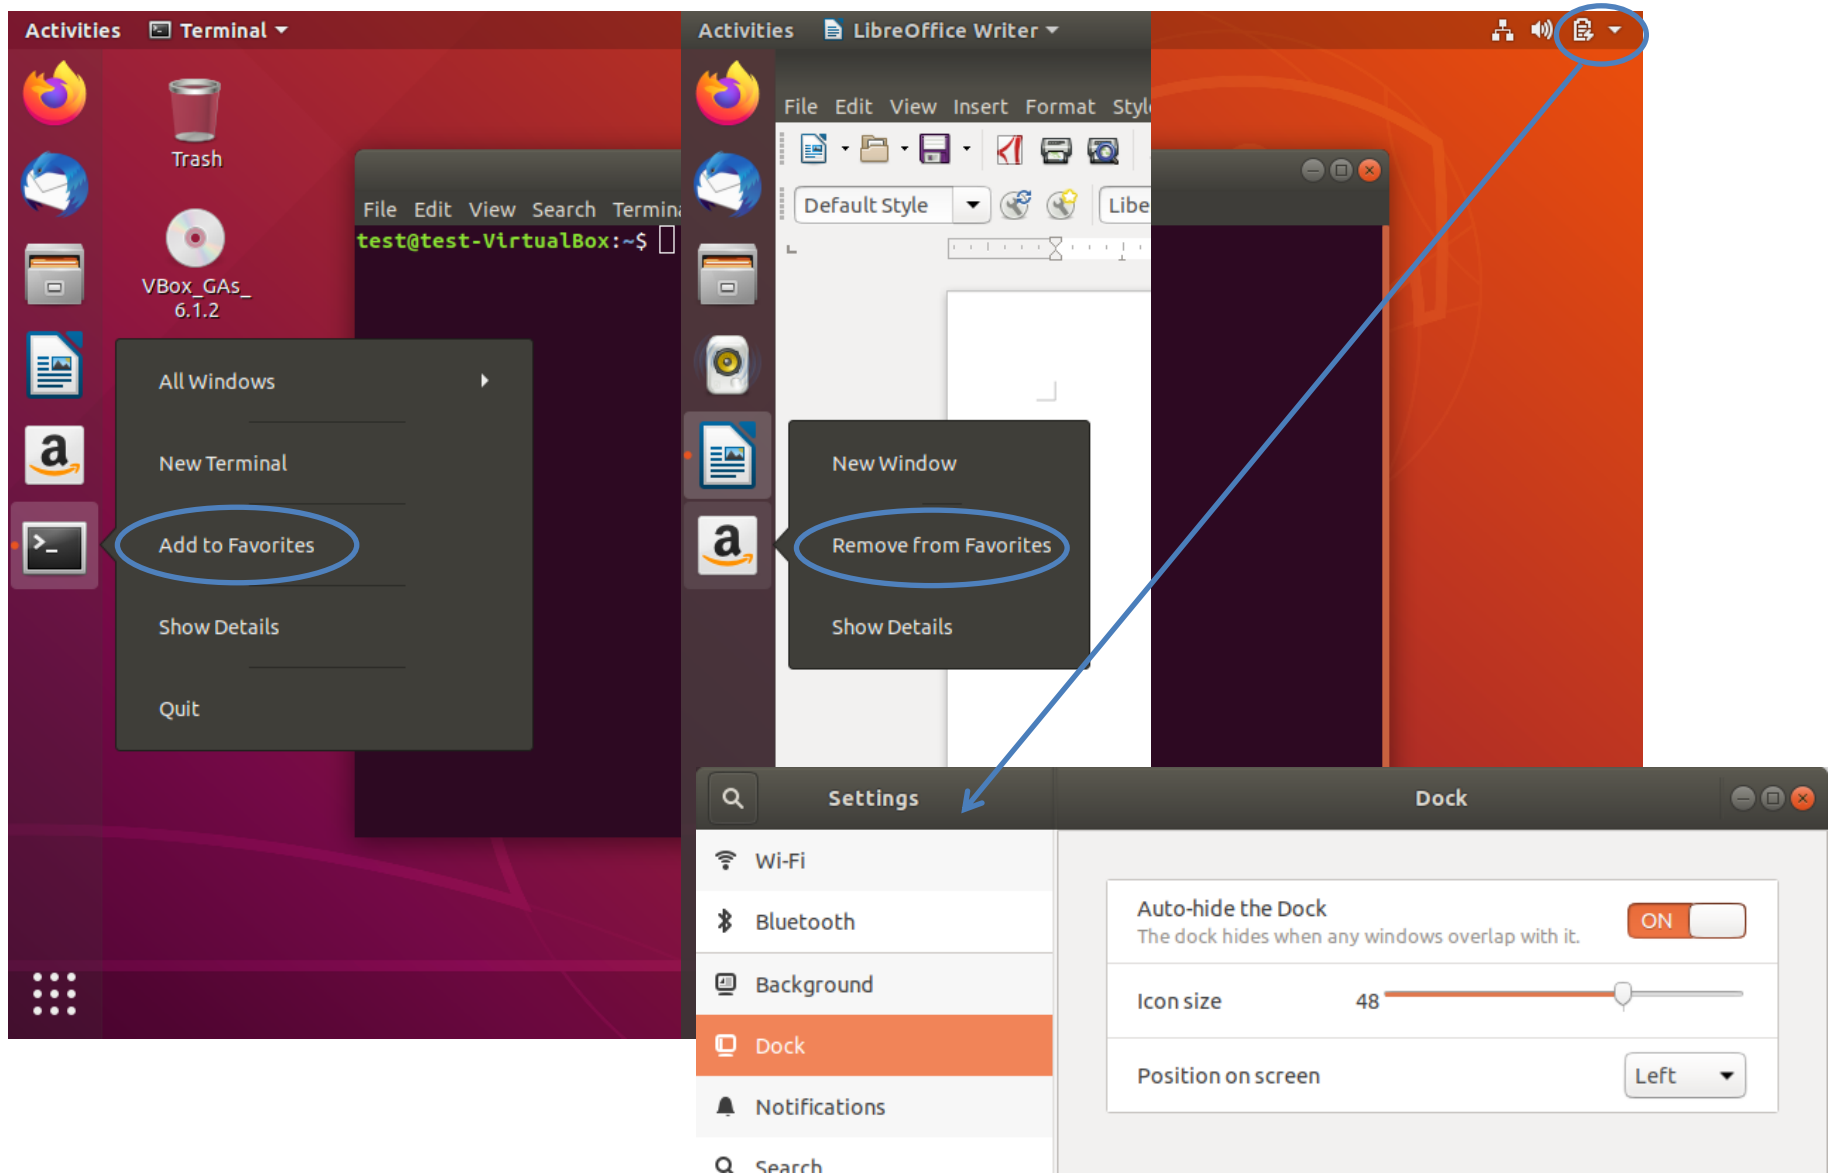 Activities Terminal
Trash
VBox_GAs_
6.1.2
File Edit View Search Termina
test@test-VirtualBox:~$
All Windows
New Terminal
Add to Favorites
Show Details
Quit
Activities LibreOffice Writer
File Edit View Insert Format Styl
Default Style Libe
New Window
Remove from Favorites
Show Details
Settings
Dock
Wi-Fi
Bluetooth
Background
Dock
Notifications
Search
Auto-hide the Dock
ON
The dock hides when any windows overlap with it.
Icon size 48
Position on screen Left